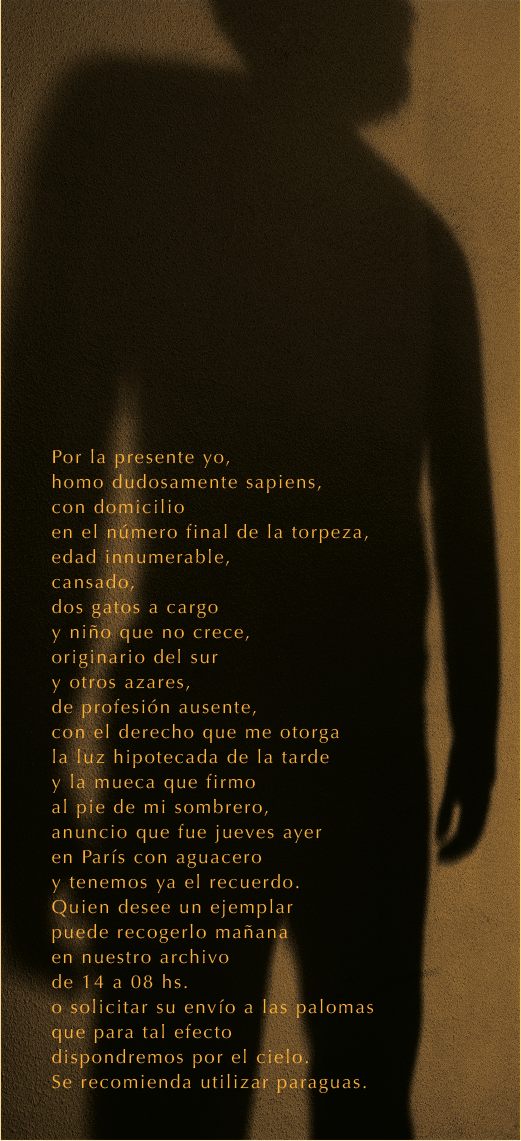 Por la presente yo,
homo dudosamente sapiens,
con domicilio
en el número final de la torpeza,
edad innumerable,
cansado,
dos gatos a cargo
y niño que no crece,
originario del sur
y otros azares,
de profesión ausente,
con el derecho que me otorga
la luz hipotecada de la tarde
y la mueca que firmo
al pie de mi sombrero,
anuncio que fue jueves ayer
en París con aguacero
y tenemos ya el recuerdo.
Quien desee un ejemplar
puede recogerlo mañana
en nuestro archivo
de 14 a 08 hs.
o solicitar su envío a las palomas
que para tal efecto
dispondremos por el cielo.
Se recomienda utilizar paraguas.